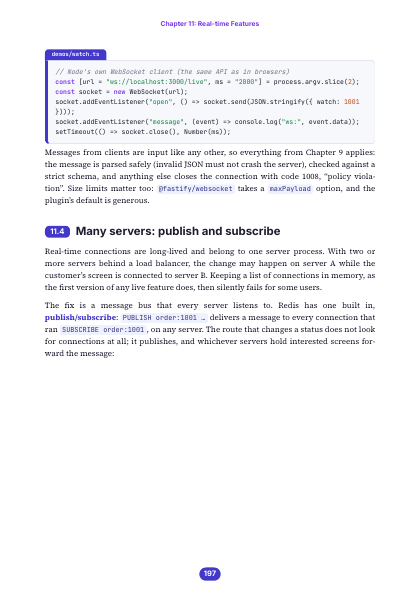 Chapter 11: Real-time Features
demos/watch.ts
// Node's own WebSocket client (the same API as in browsers)
const [url = "ws://localhost:3000/live", ms = "2000"] = process.argv.slice(2);
const socket = new WebSocket(url);
socket.addEventListener("open", () => socket.send(JSON.stringify({ watch: 1001
})));
socket.addEventListener("message", (event) => console.log("ws:", event.data));
setTimeout(() => socket.close(), Number(ms));
Messages from clients are input like any other, so everything from Chapter 9 applies:
the message is parsed safely (invalid JSON must not crash the server), checked against a
strict schema, and anything else closes the connection with code 1008, “policy viola-
tion”. Size limits matter too: @fastify/websocket takes a maxPayload option, and the
plugin’s default is generous.
11.4 Many servers: publish and subscribe
Real-time connections are long-lived and belong to one server process. With two or
more servers behind a load balancer, the change may happen on server A while the
customer’s screen is connected to server B. Keeping a list of connections in memory, as
the first version of any live feature does, then silently fails for some users.
The fix is a message bus that every server listens to. Redis has one built in,
publish/subscribe: PUBLISH order:1001 … delivers a message to every connection that
ran SUBSCRIBE order:1001, on any server. The route that changes a status does not look
for connections at all; it publishes, and whichever servers hold interested screens for-
ward the message:
197